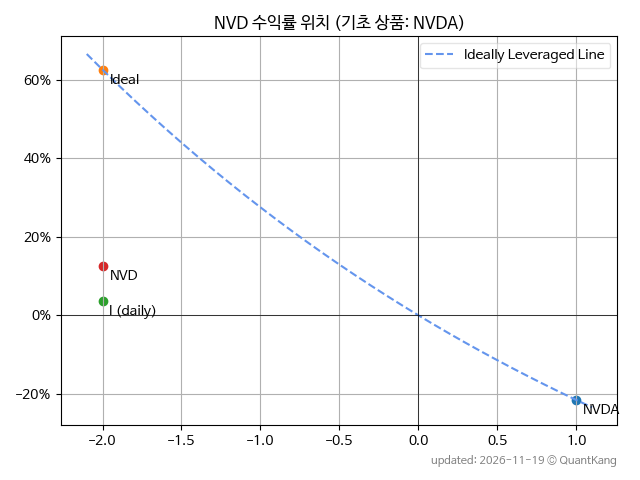 NVD 수익률 위치 (기초 상품: NVDA)
Ideally Leveraged Line
60%
40%
20%
0%
−20%
Ideal
NVD
I (daily)
NVDA
−2.0 −1.5 −1.0 −0.5 0.0 0.5 1.0
updated: 2026-11-19 © QuantKang